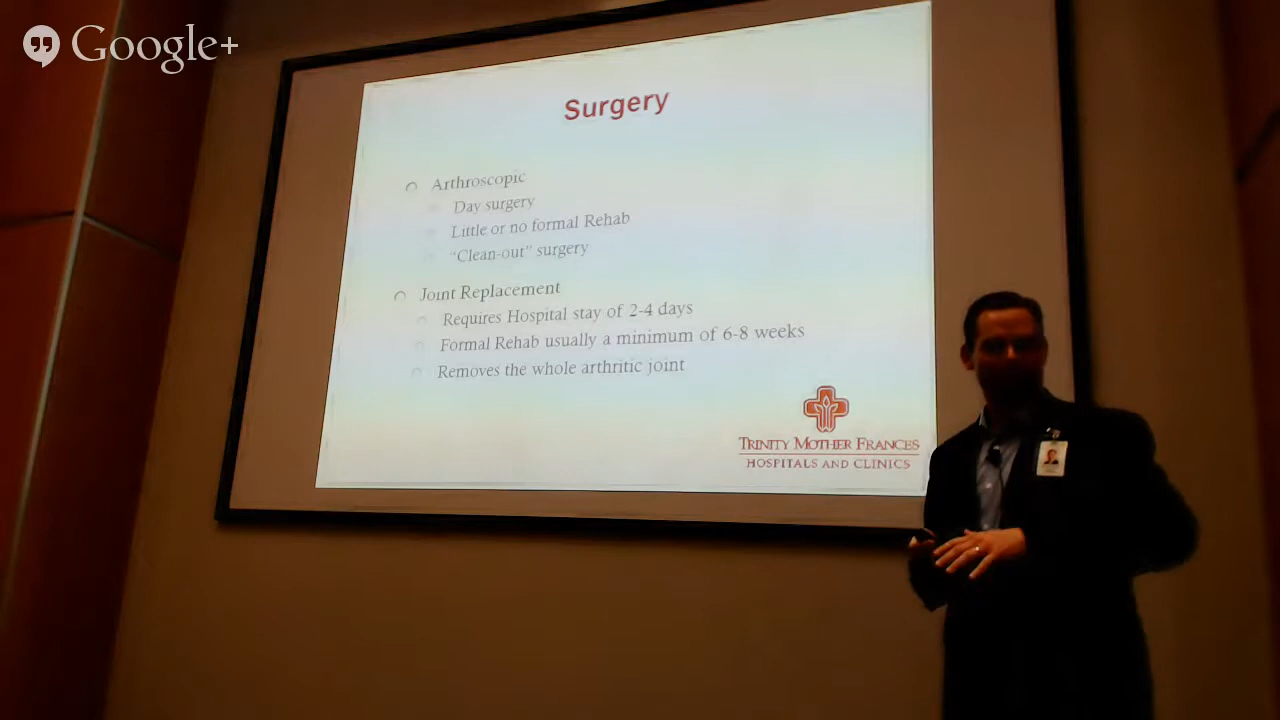 Google+
Surgery
Arthroscopic
Day surgery
Little or no formal Rehab
"Clean-out" surgery
Joint Replacement
Requires Hospital stay of 2-4 days
Formal Rehab usually a minimum of 6-8 weeks
Removes the whole arthritic joint
TRINITY MOTHER FRANCES
HOSPITALS AND CLINICS